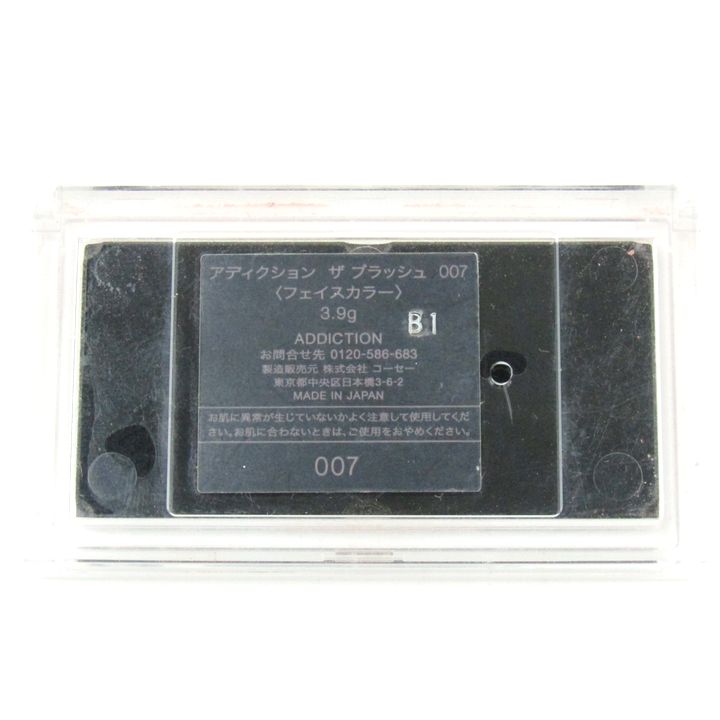 アディクション ザ ブラッシュ 007
〈フェイスカラー〉
3.9g
B1
ADDICTION
お問合せ先 0120-586-683
製造販売元 株式会社 コーセー
東京都中央区日本橋3-6-2
MADE IN JAPAN
お肌に異常が生じていないかよく注意して使用してくだ
さい。お肌に合わないときは、ご使用をおやめください。
007